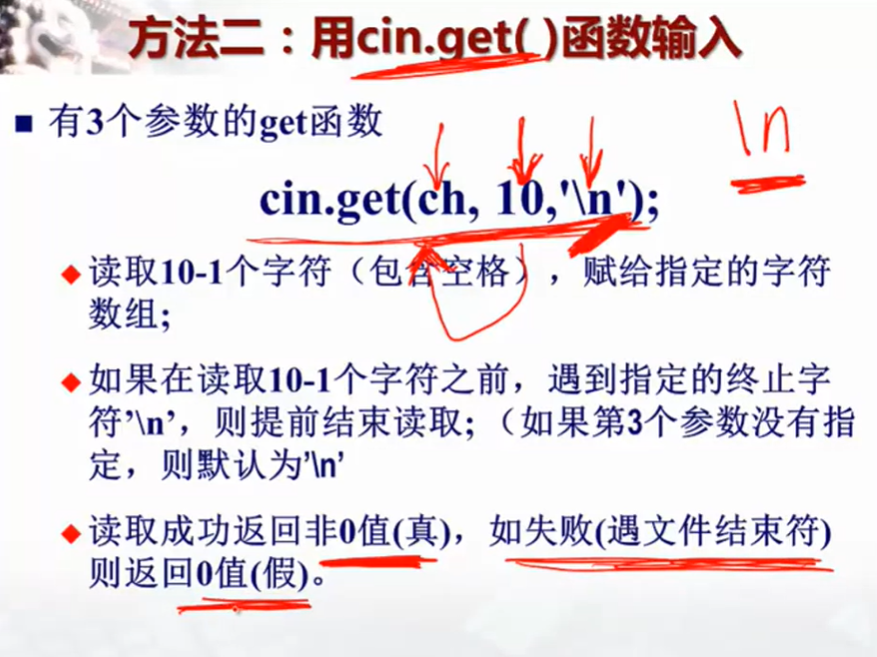 方法二：用cin.get( )函数输入
\n
■ 有3个参数的get函数
cin.get(ch, 10,'\n');
◆ 读取10-1个字符（包含空格），赋给指定的字符
数组;
◆ 如果在读取10-1个字符之前，遇到指定的终止字
符’\n’，则提前结束读取;（如果第3个参数没有指
定，则默认为’\n’
◆ 读取成功返回非0值(真)，如失败(遇文件结束符)
则返回0值(假)。